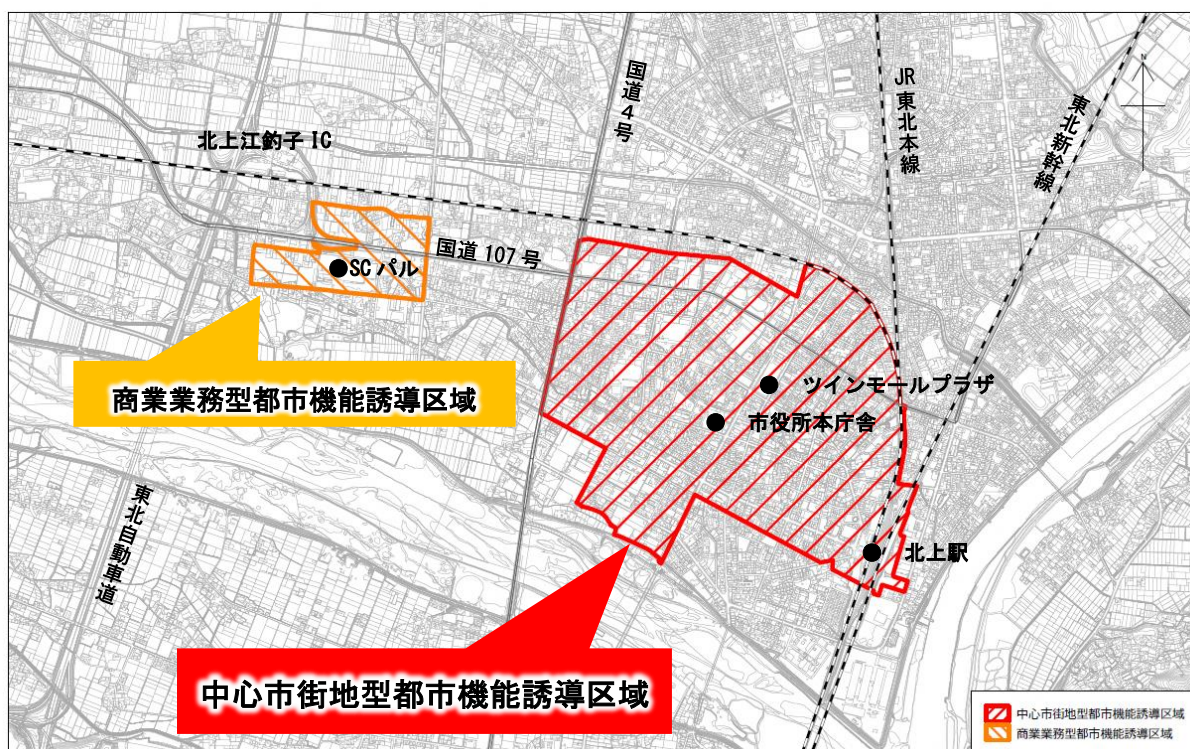 国道4号
JR東北本線
東北新幹線
N
北上江釣子IC
国道107号
SCパル
商業業務型都市機能誘導区域
ツインモールプラザ
市役所本庁舎
東北自動車道
北上駅
中心市街地型都市機能誘導区域
中心市街地型都市機能誘導区域
商業業務型都市機能誘導区域